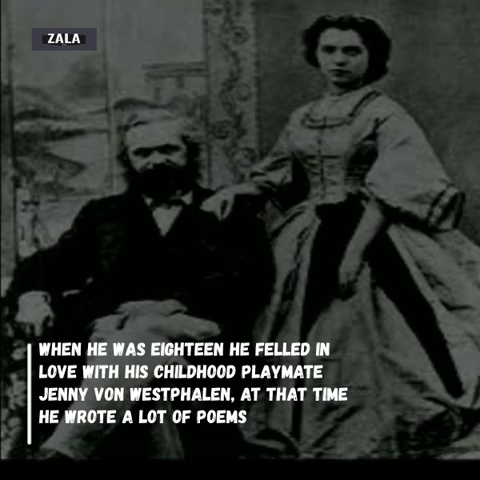 ZALA
WHEN HE WAS EIGHTEEN HE FELLED IN
LOVE WITH HIS CHILDHOOD PLAYMATE
JENNY VON WESTPHALEN, AT THAT TIME
HE WROTE A LOT OF POEMS